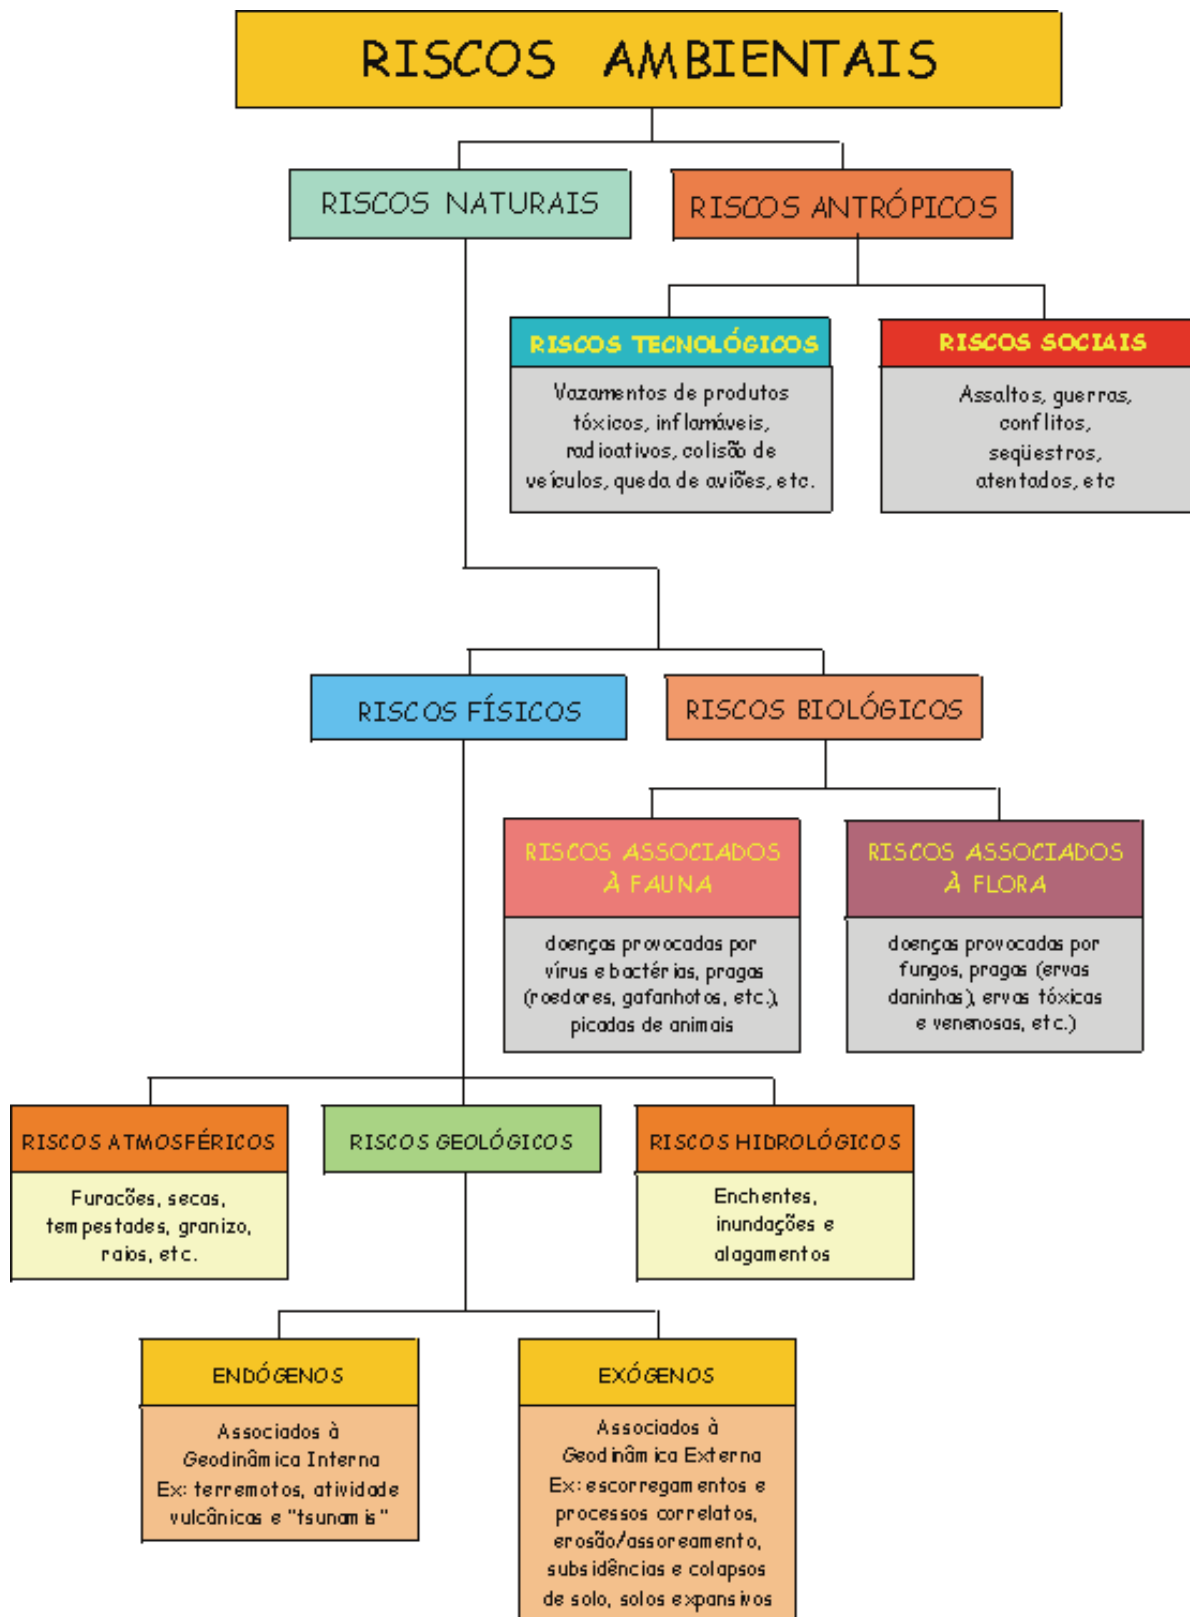 RISCOS AMBIENTAIS
RISCOS NATURAIS
RISCOS ANTRÓPICOS
RISCOS TECNOLÓGICOS
Vazamentos de produtos
tóxicos, inflamáveis,
radioativos, colisão de
veículos, queda de aviões, etc.
RISCOS SOCIAIS
Assaltos, guerras,
conflitos,
seqüestros,
atentados, etc
RISCOS FÍSICOS
RISCOS BIOLÓGICOS
RISCOS ASSOCIADOS
À FAUNA
doenças provocadas por
vírus e bactérias, pragas
(roedores, gafanhotos, etc.),
picadas de animais
RISCOS ASSOCIADOS
À FLORA
doenças provocadas por
fungos, pragas (ervas
daninhas), ervas tóxicas
e venenosas, etc.)
RISCOS ATMOSFÉRICOS
Furacões, secas,
tempestades, granizo,
raios, etc.
RISCOS GEOLÓGICOS
RISCOS HIDROLÓGICOS
Enchentes,
inundações e
alagamentos
ENDÓGENOS
Associados à
Geodinâmica Interna
Ex: terremotos, atividade
vulcânicas e "tsunamis"
EXÓGENOS
Associados à
Geodinâmica Externa
Ex: escorregamentos e
processos correlatos,
erosão/assoreamento,
subsidências e colapsos
de solo, solos expansivos